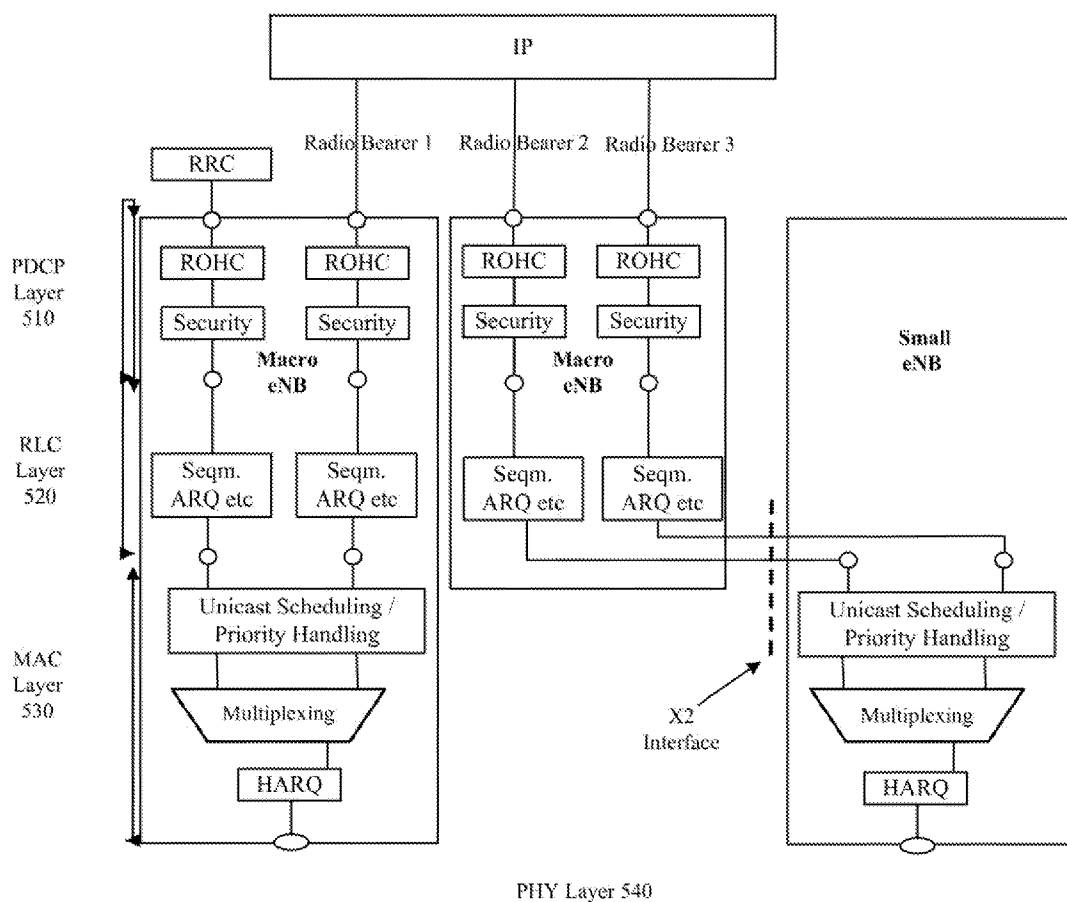 IP
Radio Bearer 1
Radio Bearer 2
Radio Bearer 3
RRC
PDCP
Layer
510
ROHC
ROHC
ROHC
ROHC
Security
Security
Security
Security
Macro
eNB
Macro
eNB
Small
eNB
RLC
Layer
520
Seqm.
ARQ etc
Seqm.
ARQ etc
Seqm.
ARQ etc
Seqm.
ARQ etc
Unicast Scheduling /
Priority Handling
Unicast Scheduling /
Priority Handling
MAC
Layer
530
Multiplexing
Multiplexing
X2
Interface
HARQ
HARQ
PHY Layer 540